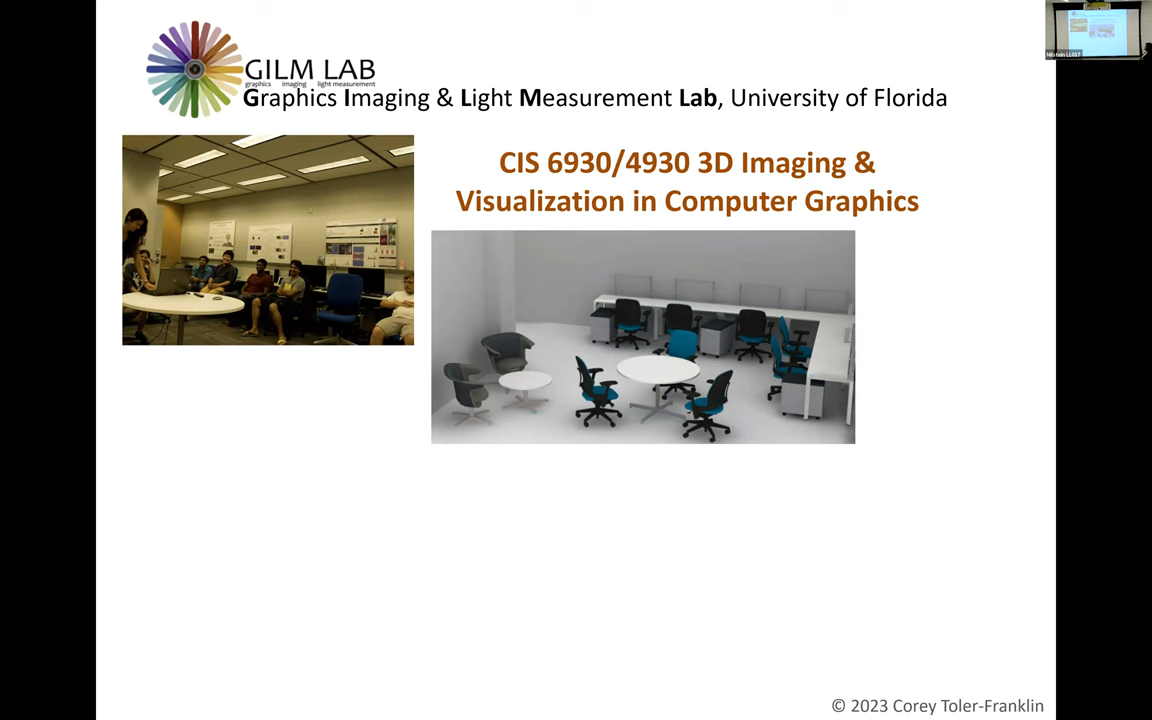 GILM LAB
graphics imaging light measurement
Graphics Imaging & Light Measurement Lab, University of Florida
CIS 6930/4930 3D Imaging &
Visualization in Computer Graphics
© 2023 Corey Toler-Franklin